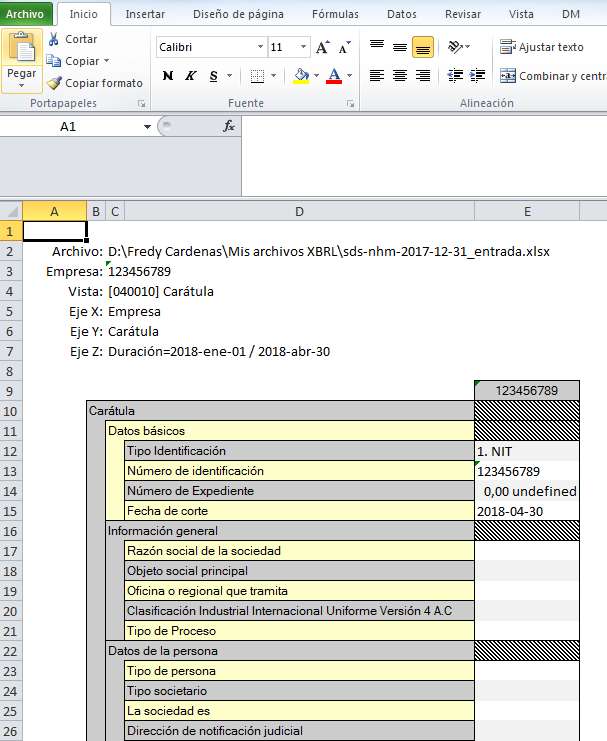 Archivo Inicio Insertar Diseño de página Fórmulas Datos Revisar Vista DM
Cortar
Copiar
Copiar formato
Pegar
Portapapeles
Calibri 11 A A
N K S A
Fuente
Ajustar texto
Combinar y centra
Alineación
A1 fx
A B C D E
1
2 Archivo: D:\Fredy Cardenas\Mis archivos XBRL\sds-nhm-2017-12-31_entrada.xlsx
3 Empresa: 123456789
4 Vista: [040010] Carátula
5 Eje X: Empresa
6 Eje Y: Carátula
7 Eje Z: Duración=2018-ene-01 / 2018-abr-30
8
9 123456789
10 Carátula
11 Datos básicos
12 Tipo Identificación 1. NIT
13 Número de identificación 123456789
14 Número de Expediente 0,00 undefined
15 Fecha de corte 2018-04-30
16 Información general
17 Razón social de la sociedad
18 Objeto social principal
19 Oficina o regional que tramita
20 Clasificación Industrial Internacional Uniforme Versión 4 A.C
21 Tipo de Proceso
22 Datos de la persona
23 Tipo de persona
24 Tipo societario
25 La sociedad es
26 Dirección de notificación judicial